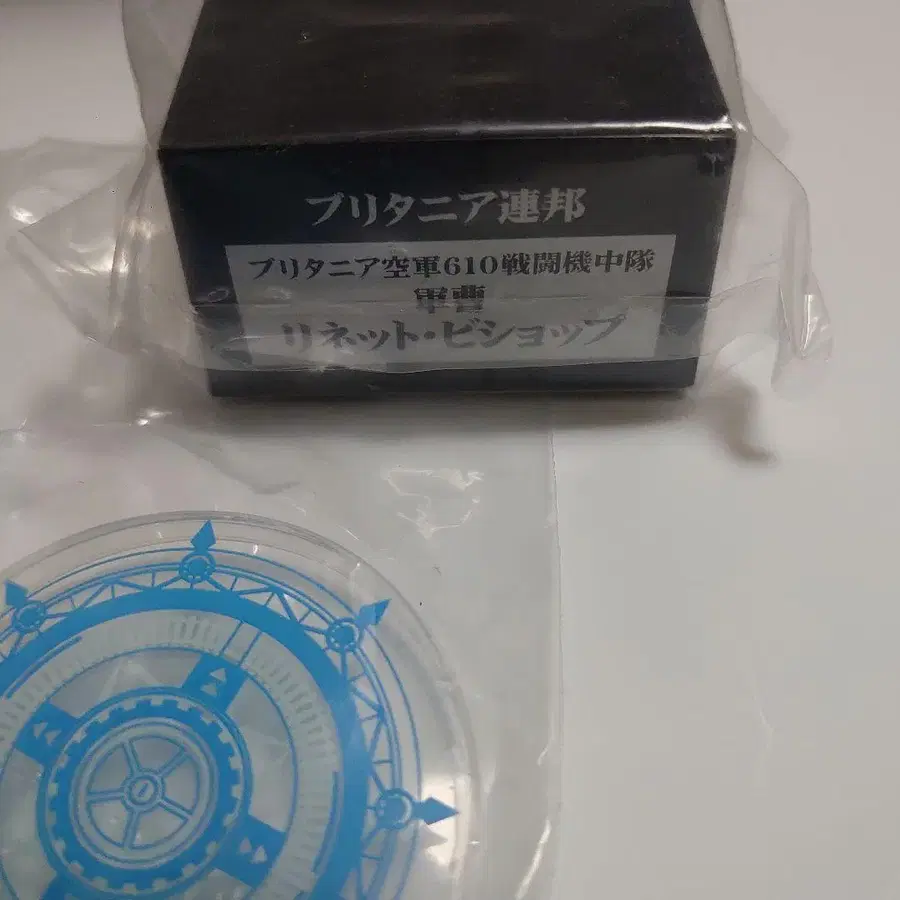 ブリタニア連邦
ブリタニア空軍610戦闘機中隊
軍曹
リネット・ビショップ